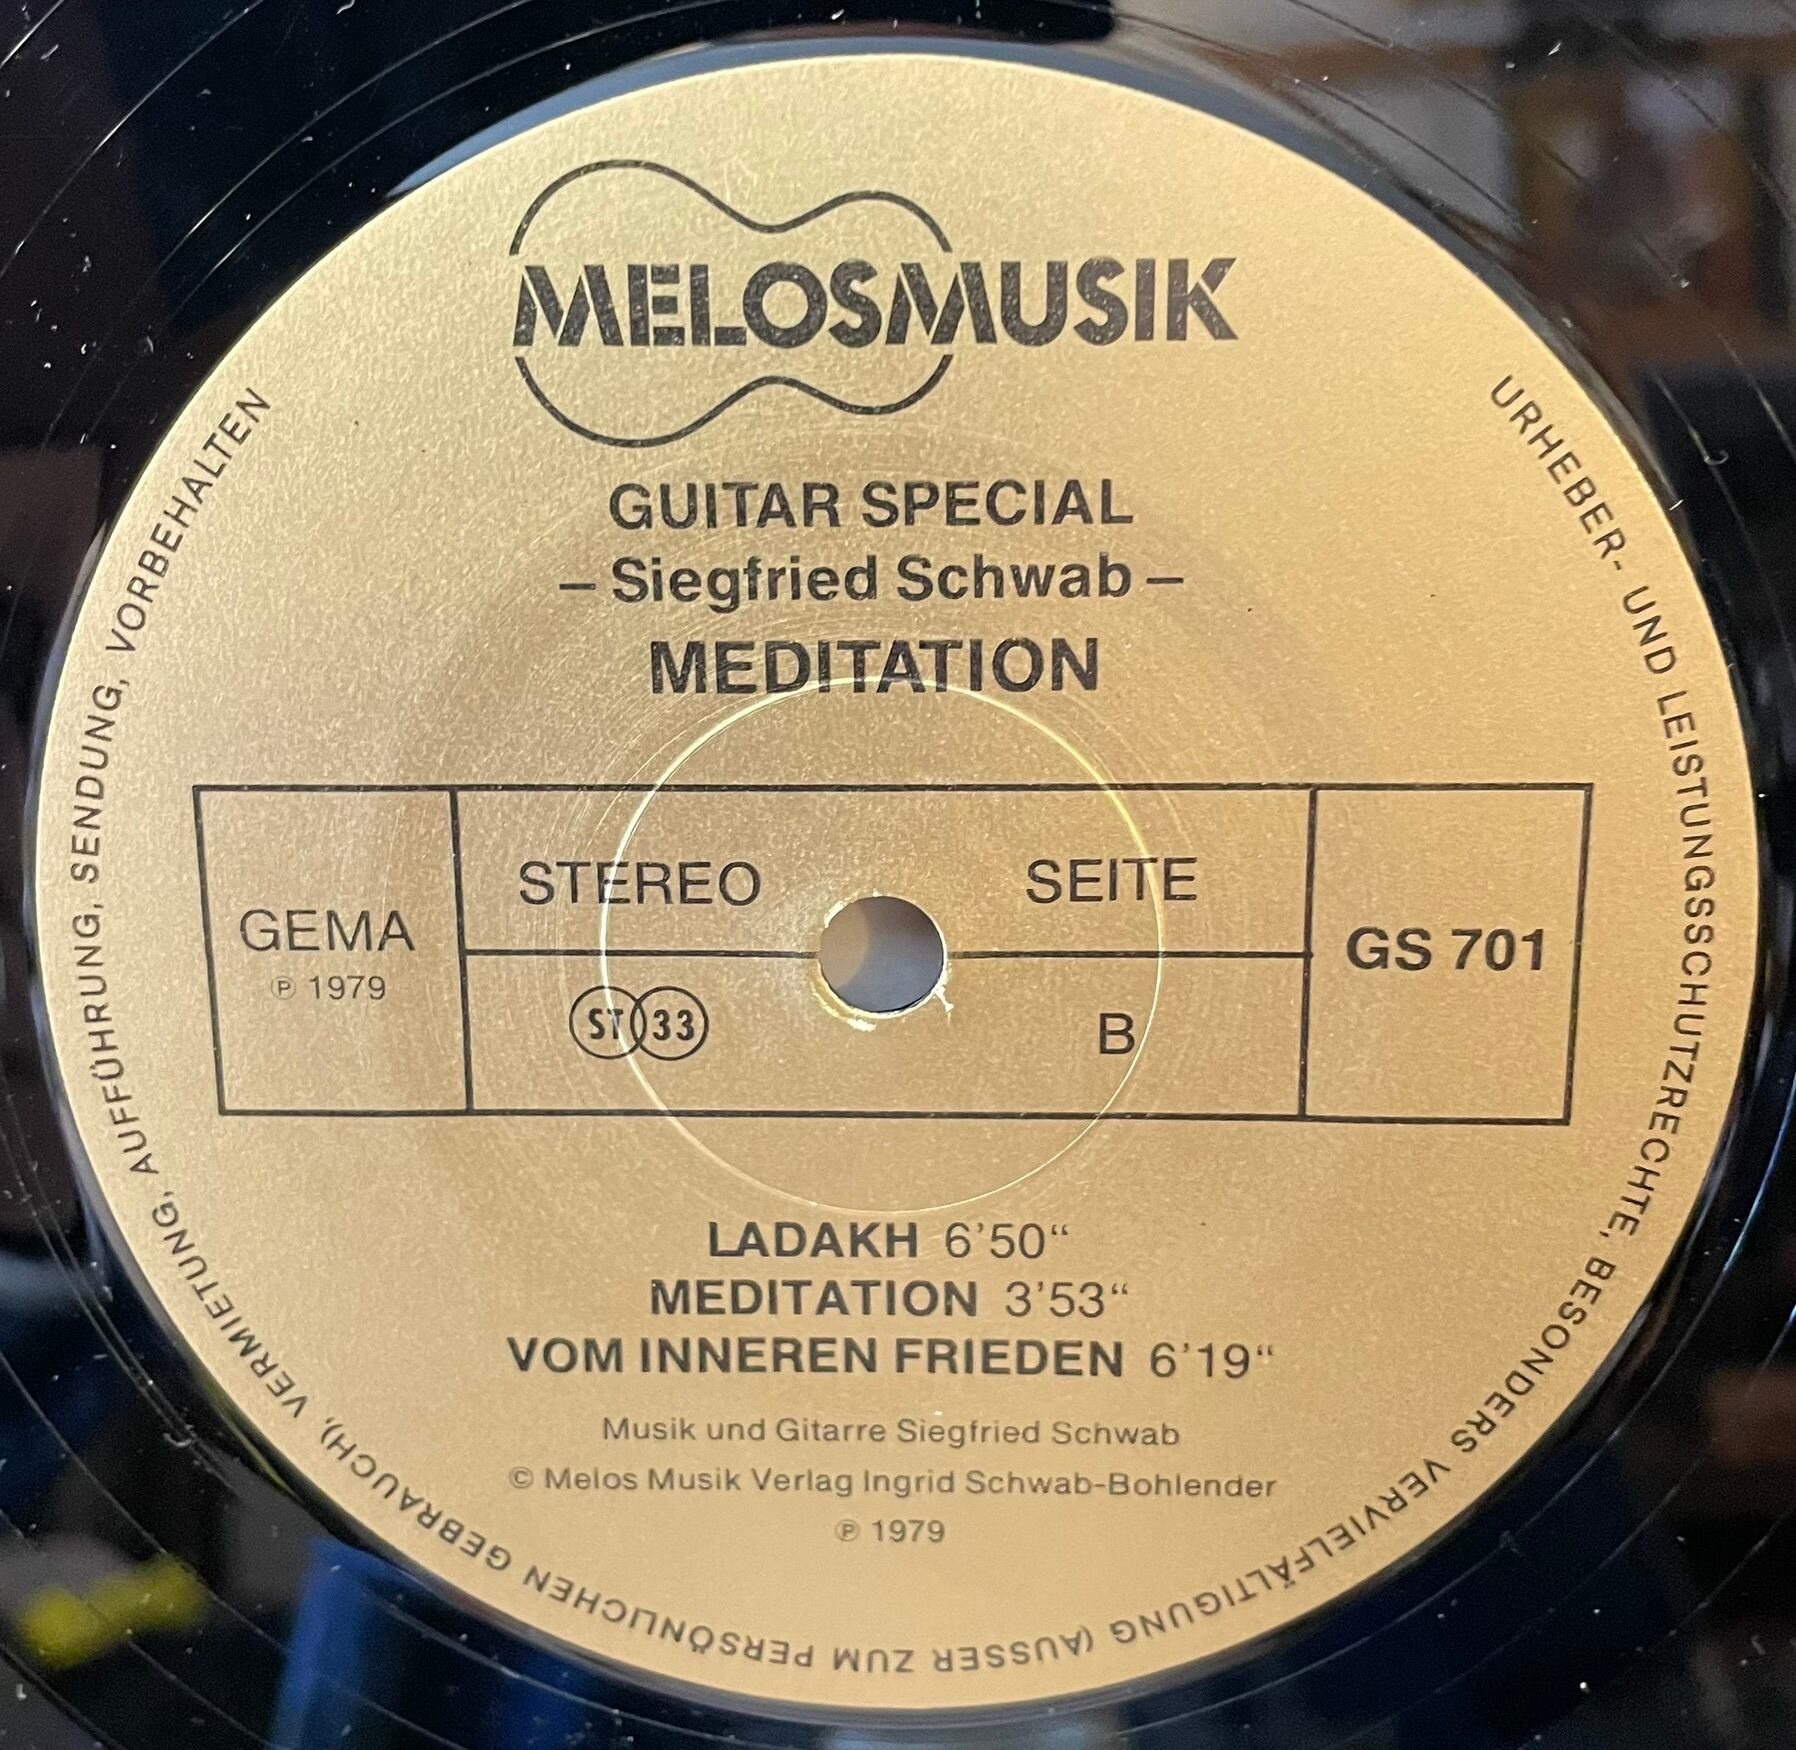 MELOSMUSIK
GUITAR SPECIAL
– Siegfried Schwab –
MEDITATION
GEMA
℗ 1979
STEREO
ST 33
SEITE
B
GS 701
LADAKH 6'50“
MEDITATION 3'53“
VOM INNEREN FRIEDEN 6'19“
Musik und Gitarre Siegfried Schwab
© Melos Musik Verlag Ingrid Schwab-Bohlender
℗ 1979
URHEBER- UND LEISTUNGSSCHUTZRECHTE, BESONDERS VERVIELFÄLTIGUNG (AUSSER ZUM PERSÖNLICHEN GEBRAUCH), VERMIETUNG, AUFFÜHRUNG, SENDUNG, VORBEHALTEN